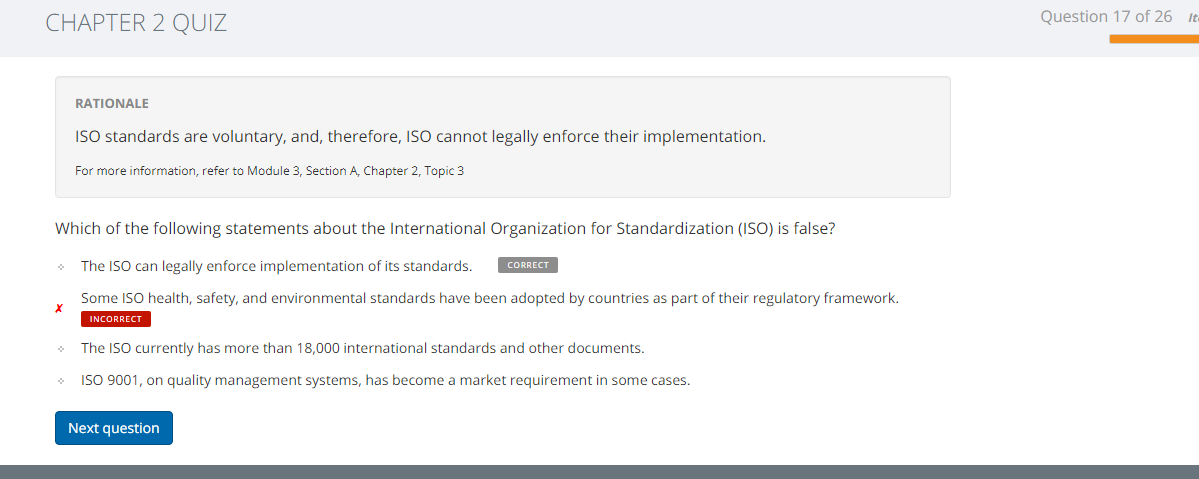 CHAPTER 2 QUIZ
Question 17 of 26
RATIONALE
ISO standards are voluntary, and, therefore, ISO cannot legally enforce their implementation.
For more information, refer to Module 3, Section A, Chapter 2, Topic 3
Which of the following statements about the International Organization for Standardization (ISO) is false?
The ISO can legally enforce implementation of its standards. CORRECT
Some ISO health, safety, and environmental standards have been adopted by countries as part of their regulatory framework.
✗
INCORRECT
The ISO currently has more than 18,000 international standards and other documents.
ISO 9001, on quality management systems, has become a market requirement in some cases.
Next question